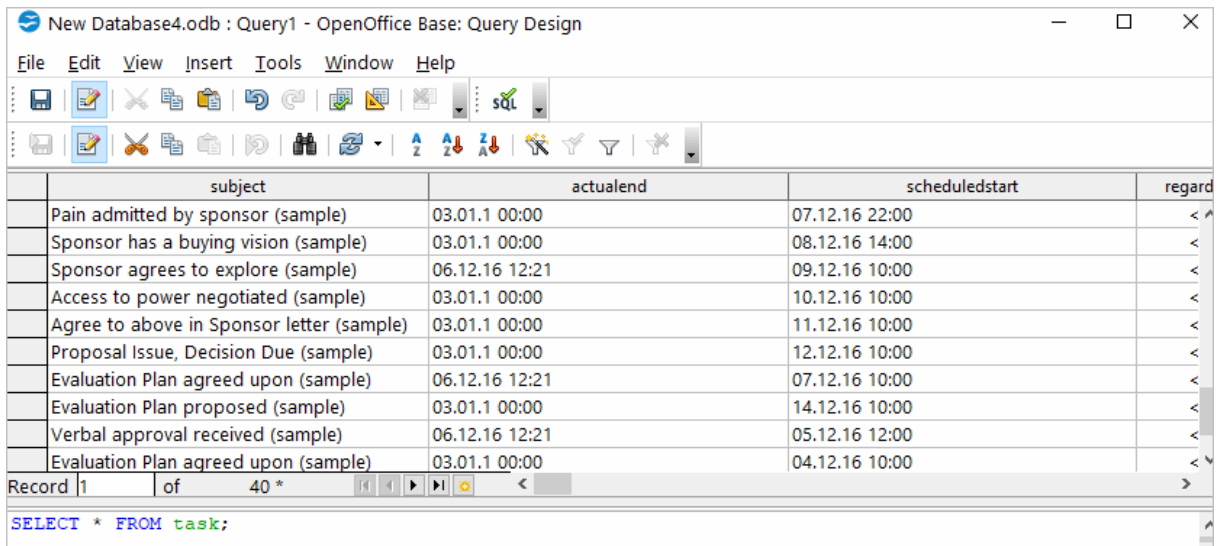 New Database4.odb : Query1 - OpenOffice Base: Query Design
File Edit View Insert Tools Window Help
SQL
subject actualend scheduledstart regard
Pain admitted by sponsor (sample) 03.01.1 00:00 07.12.16 22:00 <
Sponsor has a buying vision (sample) 03.01.1 00:00 08.12.16 14:00 <
Sponsor agrees to explore (sample) 06.12.16 12:21 09.12.16 10:00 <
Access to power negotiated (sample) 03.01.1 00:00 10.12.16 10:00 <
Agree to above in Sponsor letter (sample) 03.01.1 00:00 11.12.16 10:00 <
Proposal Issue, Decision Due (sample) 03.01.1 00:00 12.12.16 10:00 <
Evaluation Plan agreed upon (sample) 06.12.16 12:21 07.12.16 10:00 <
Evaluation Plan proposed (sample) 03.01.1 00:00 14.12.16 10:00 <
Verbal approval received (sample) 06.12.16 12:21 05.12.16 12:00 <
Evaluation Plan agreed upon (sample) 03.01.1 00:00 04.12.16 10:00 <
Record 1 of 40 *
SELECT * FROM task;